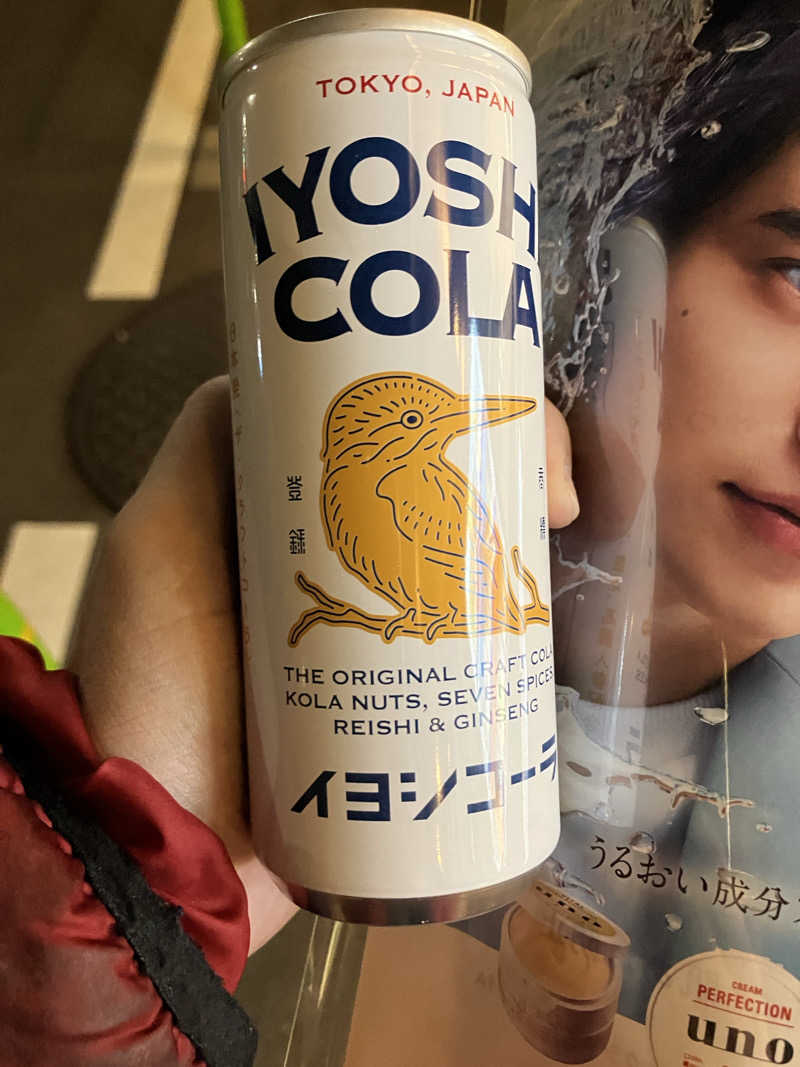 TOKYO, JAPAN
IYOSH
COLA
THE ORIGINAL CRAFT COLA
KOLA NUTS, SEVEN SPICES
REISHI & GINSENG
イヨシコーラ
うるおい成分
uno
CREAM
PERFECTION
uno